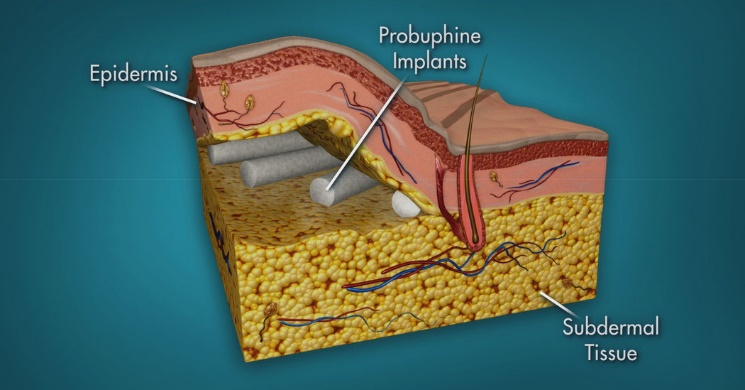 Probuphine
Implants
Epidermis
Subdermal
Tissue